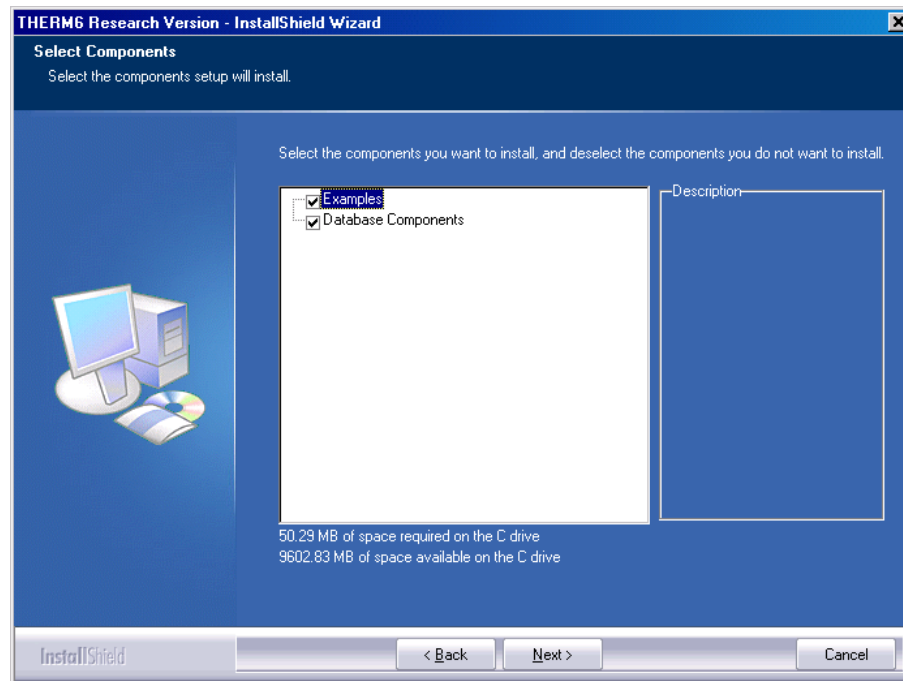 THERM6 Research Version - InstallShield Wizard
Select Components
Select the components setup will install.
Select the components you want to install, and deselect the components you do not want to install.
Examples
Database Components
Description
50.29 MB of space required on the C drive
9602.83 MB of space available on the C drive
InstallShield
< Back
Next >
Cancel